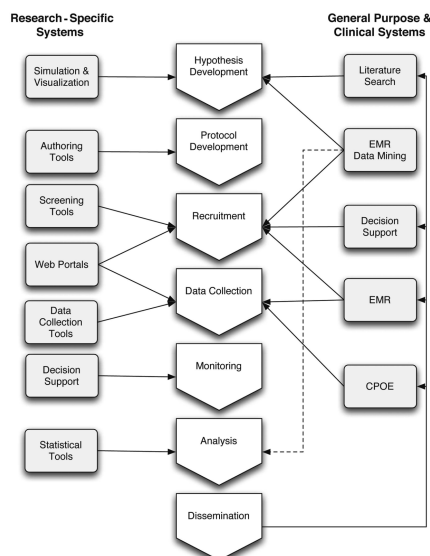 Research - Specific
Systems
General Purpose &
Clinical Systems
Simulation &
Visualization
Hypothesis
Development
Literature
Search
Authoring
Tools
Protocol
Development
EMR
Data Mining
Screening
Tools
Recruitment
Decision
Support
Web Portals
Data Collection
EMR
Data
Collection
Tools
Decision
Support
Monitoring
CPOE
Statistical
Tools
Analysis
Dissemination